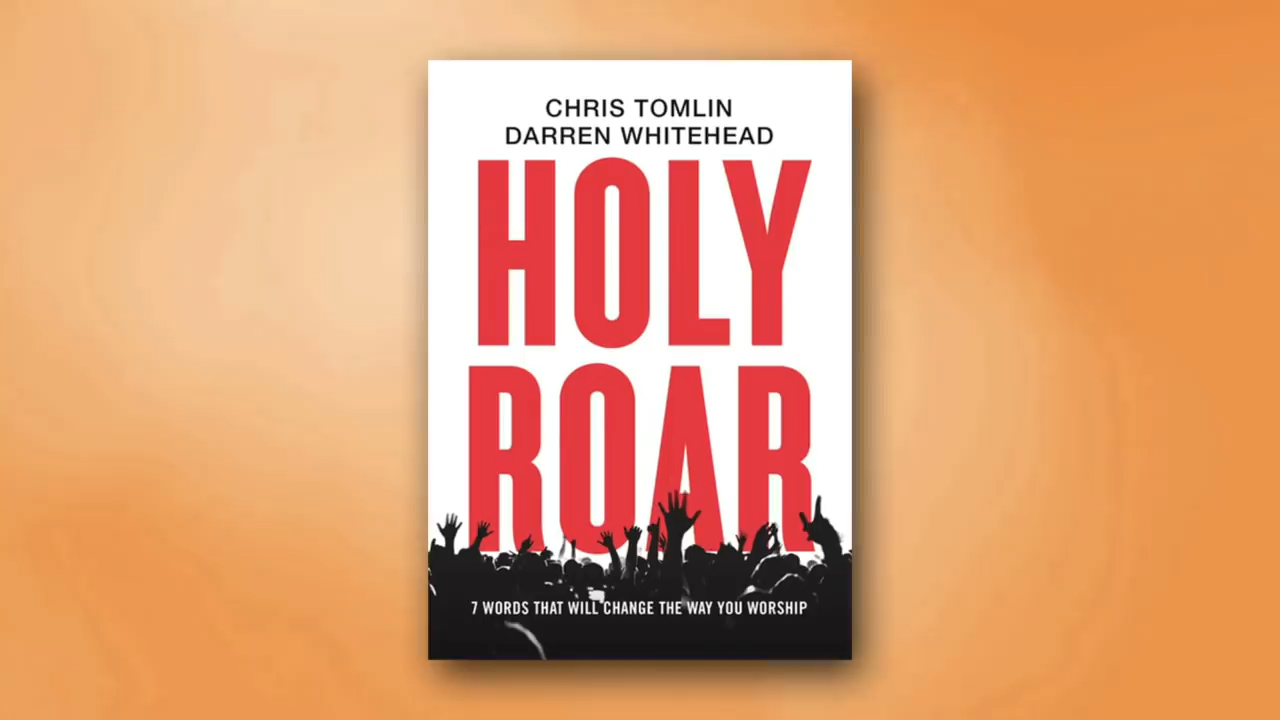 CHRIS TOMLIN
DARREN WHITEHEAD
HOLY
ROAR
7 WORDS THAT WILL CHANGE THE WAY YOU WORSHIP